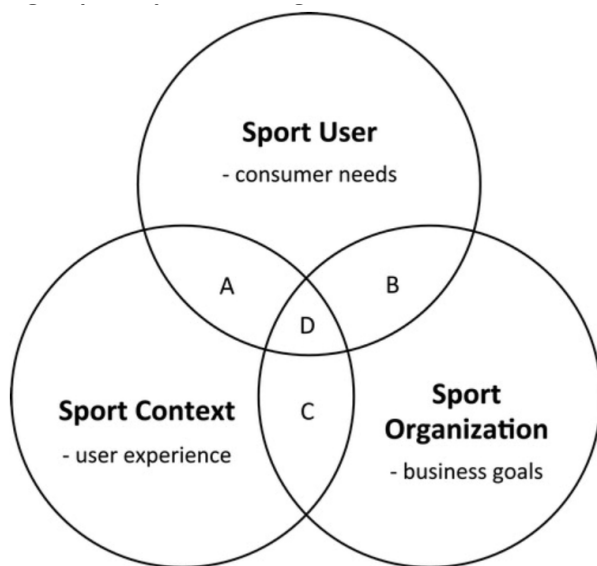 Sport User
- consumer needs
A
B
D
Sport Context
- user experience
C
Sport
Organization
- business goals